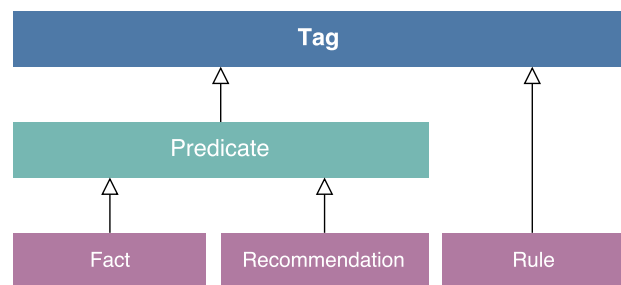 Tag
Predicate
Fact
Recommendation
Rule